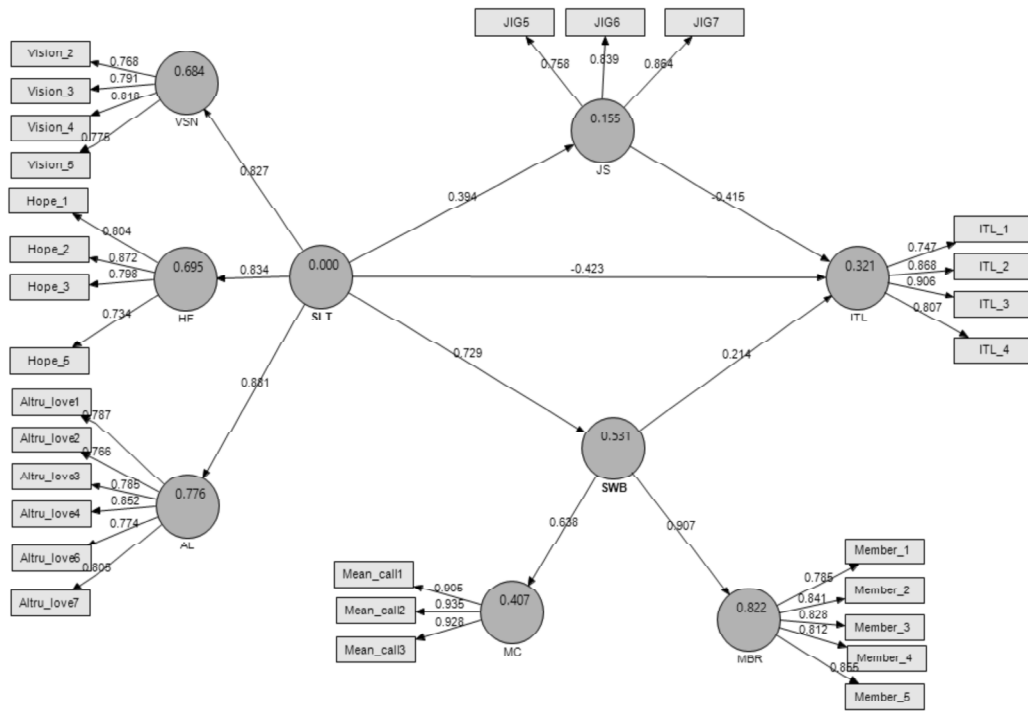 JIG5
JIG6
JIG7
0.758
0.839
0.864
0.155
JS
Vision_2
Vision_3
Vision_4
0.768
0.791
0.684
VSN
0.827
Hope_1
Hope_2
Hope_3
Hope_5
0.804
0.872
0.798
0.734
0.695
0.834
0.000
SLT
0.394
-0.415
-0.423
0.729
0.214
0.881
0.321
ITL
ITL_1
ITL_2
ITL_3
ITL_4
0.747
0.868
0.906
0.807
Altru_love1
Altru_love2
Altru_love3
Altru_love4
Altru_love6
Altru_love7
0.787
0.766
0.785
0.852
0.774
0.776
AL
0.531
SWB
0.638
0.907
Mean_call1
Mean_call2
Mean_call3
0.935
0.928
0.407
MC
0.822
MBR
Member_1
Member_2
Member_3
Member_4
Member_5
0.785
0.841
0.828
0.812
0.855